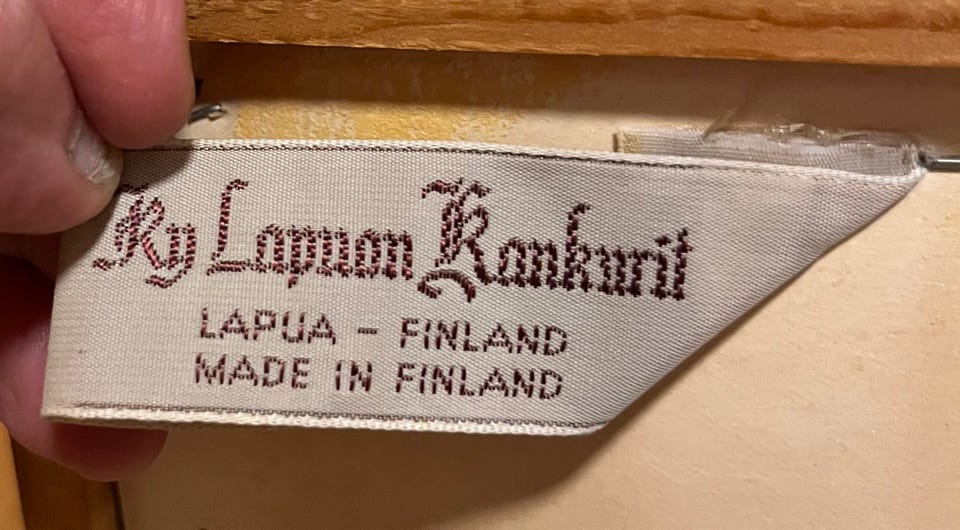 Ky Lapuan Kankurit
LAPUA – FINLAND
MADE IN FINLAND